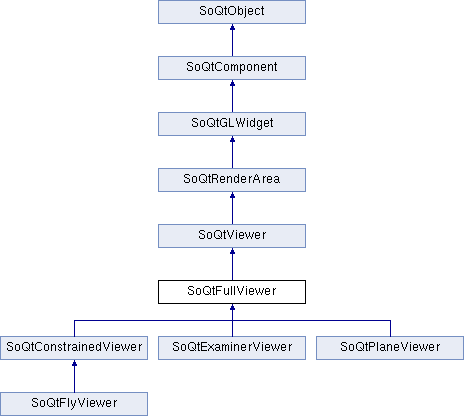 SoQtObject
SoQtComponent
SoQtGLWidget
SoQtRenderArea
SoQtViewer
SoQtFullViewer
SoQtConstrainedViewer
SoQtExaminerViewer
SoQtPlaneViewer
SoQtFlyViewer